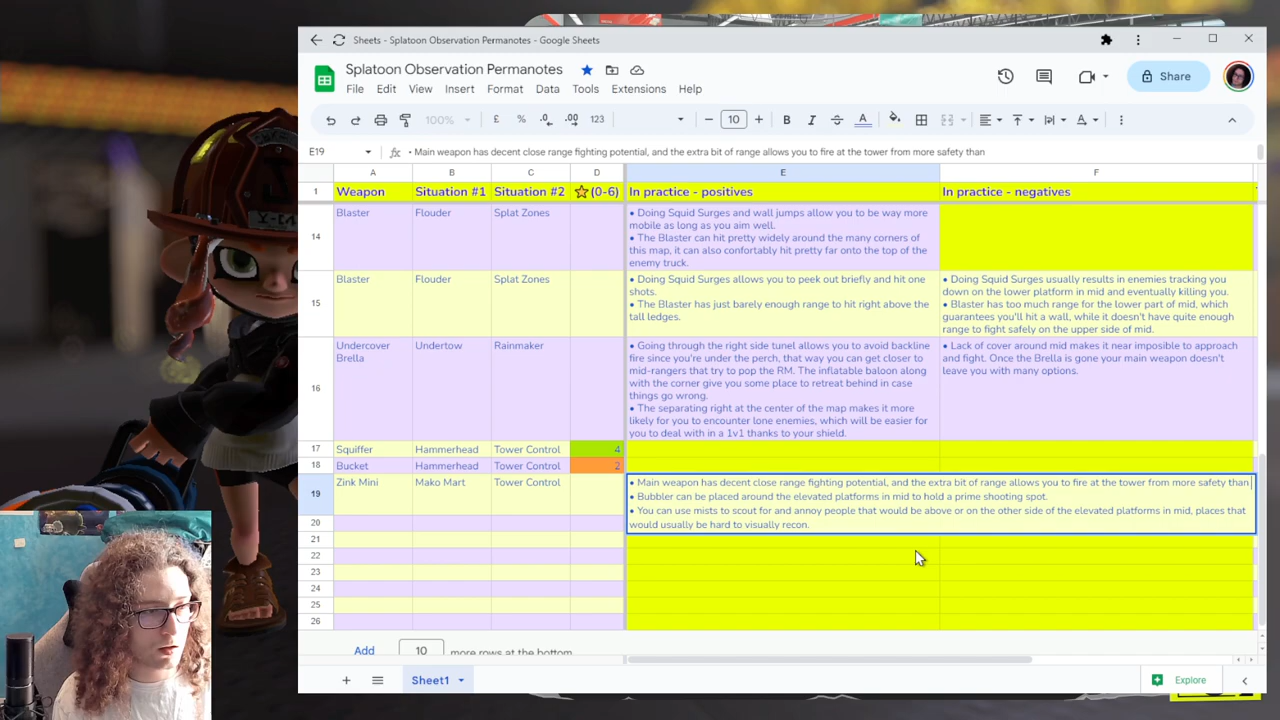 Sheets - Splatoon Observation Permanotes - Google Sheets
Splatoon Observation Permanotes
Share
File Edit View Insert Format Data Tools Extensions Help
100% £ % .0 .00 123 10 B I
E19 fx • Main weapon has decent close range fighting potential, and the extra bit of range allows you to fire at the tower from more safety than
A B C D E F
1 Weapon Situation #1 Situation #2 (0-6) In practice - positives In practice - negatives
14 Blaster Flouder Splat Zones
• Doing Squid Surges and wall jumps allow you to be way more
mobile as long as you aim well.
• The Blaster can hit pretty widely around the many corners of
this map, it can also confortably hit pretty far onto the top of the
enemy truck.
15 Blaster Flouder Splat Zones
• Doing Squid Surges allows you to peek out briefly and hit one
shots.
• The Blaster has just barely enough range to hit right above the
tall ledges.
• Doing Squid Surges usually results in enemies tracking you
down on the lower platform in mid and eventually killing you.
• Blaster has too much range for the lower part of mid, which
guarantees you'll hit a wall, while it doesn't have quite enough
range to fight safely on the upper side of mid.
16 Undercover Undertow Rainmaker
Brella
• Going through the right side tunel allows you to avoid backline
fire since you're under the perch, that way you can get closer to
mid-rangers that try to pop the RM. The inflatable baloon along
with the corner give you some place to retreat behind in case
things go wrong.
• The separating right at the center of the map makes it more
likely for you to encounter lone enemies, which will be easier for
you to deal with in a 1v1 thanks to your shield.
• Lack of cover around mid makes it near imposible to approach
and fight. Once the Brella is gone your main weapon doesn't
leave you with many options.
17 Squiffer Hammerhead Tower Control 4
18 Bucket Hammerhead Tower Control 2
19 Zink Mini Mako Mart Tower Control
• Main weapon has decent close range fighting potential, and the extra bit of range allows you to fire at the tower from more safety than
• Bubbler can be placed around the elevated platforms in mid to hold a prime shooting spot.
• You can use mists to scout for and annoy people that would be above or on the other side of the elevated platforms in mid, places that
would usually be hard to visually recon.
20
21
22
23
24
25
26
Add 10 more rows at the bottom
Sheet1
Explore